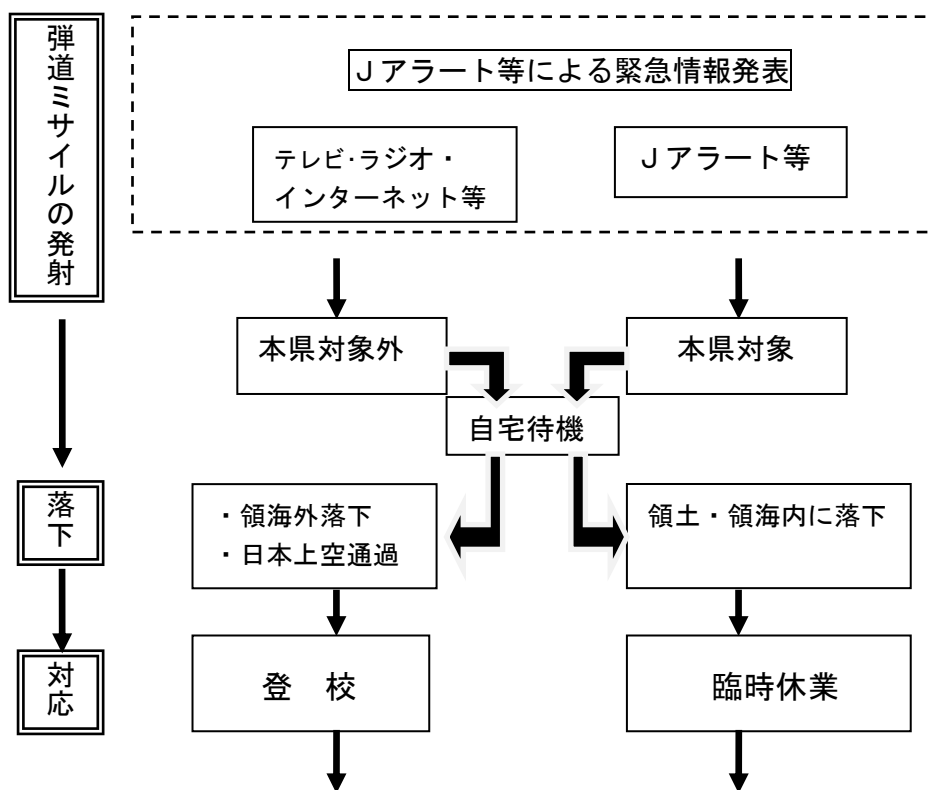 弾道ミサイルの発射
Ｊアラート等による緊急情報発表
テレビ･ラジオ・
インターネット等
Ｊアラート等
本県対象外
本県対象
自宅待機
落下
・領海外落下
・日本上空通過
領土・領海内に落下
対応
登　校
臨時休業